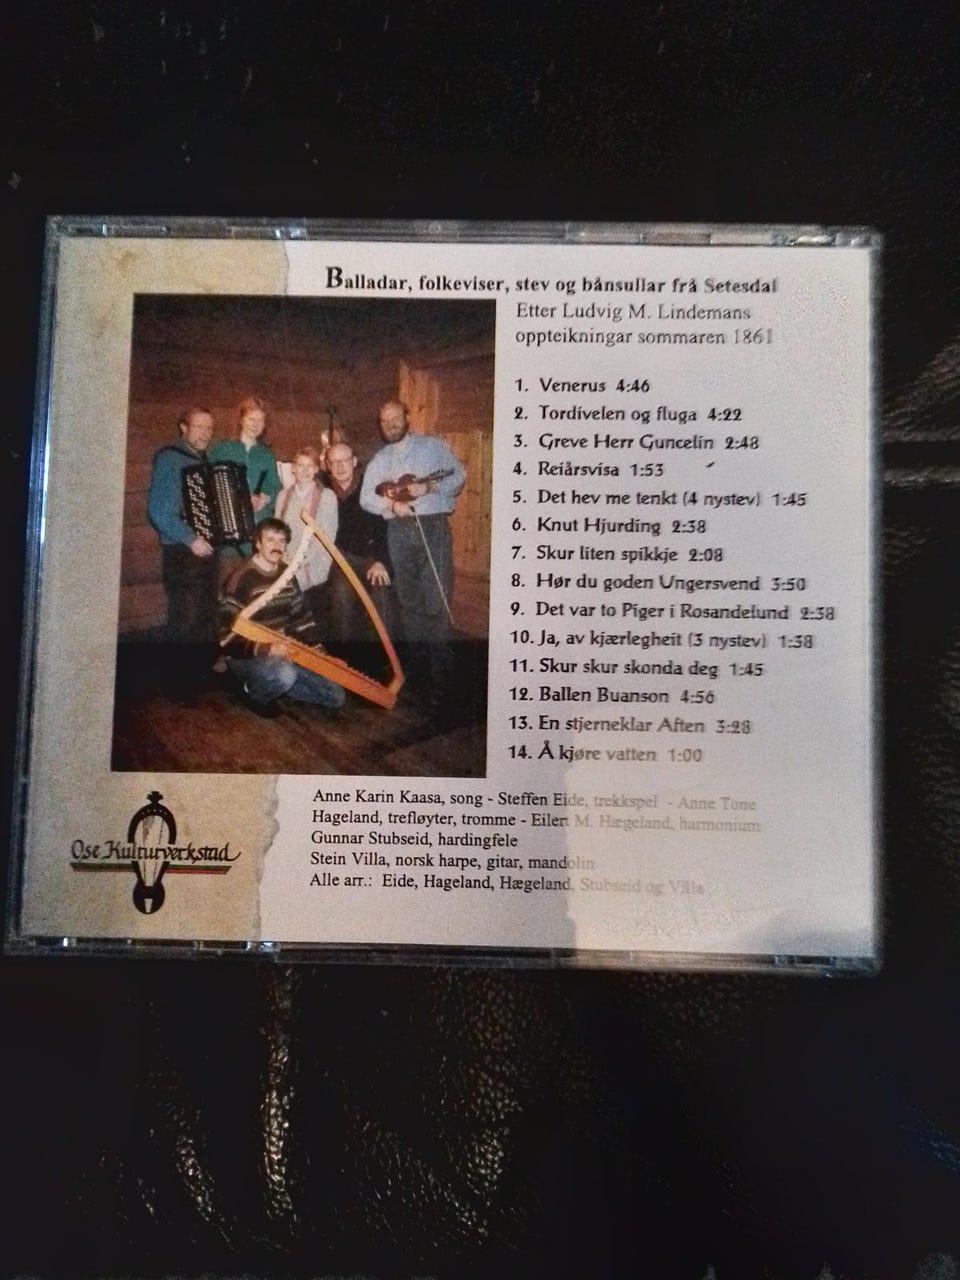 Balladar, folkeviser, stev og bånsullar frå Setesdal
Etter Ludvig M. Lindemans
oppteikningar sommaren 1861
1. Venerus 4:46
2. Tordivelen og fluga 4:22
3. Greve Herr Guncelin 2:48
4. Reiårsvisa 1:53
5. Det hev me tenkt (4 nystev) 1:45
6. Knut Hjurding 2:38
7. Skur liten spikkje 2:08
8. Hør du goden Ungersvend 3:50
9. Det var to Piger i Rosandelund 2:38
10. Ja, av kjærlegheit (3 nystev) 1:38
11. Skur skur skonda deg 1:45
12. Ballen Buanson 4:56
13. En stjerneklar Aften 3:28
14. Å kjøre vatten 1:00
Anne Karin Kaasa, song - Steffen Eide, trekkspel - Anne Tone
Hageland, trefløyter, tromme - Eilert M. Hægeland, harmonium
Gunnar Stubseid, hardingfele
Stein Villa, norsk harpe, gitar, mandolin
Alle arr.: Eide, Hageland, Hægeland, Stubseid og Villa
Ose Kulturverkstad